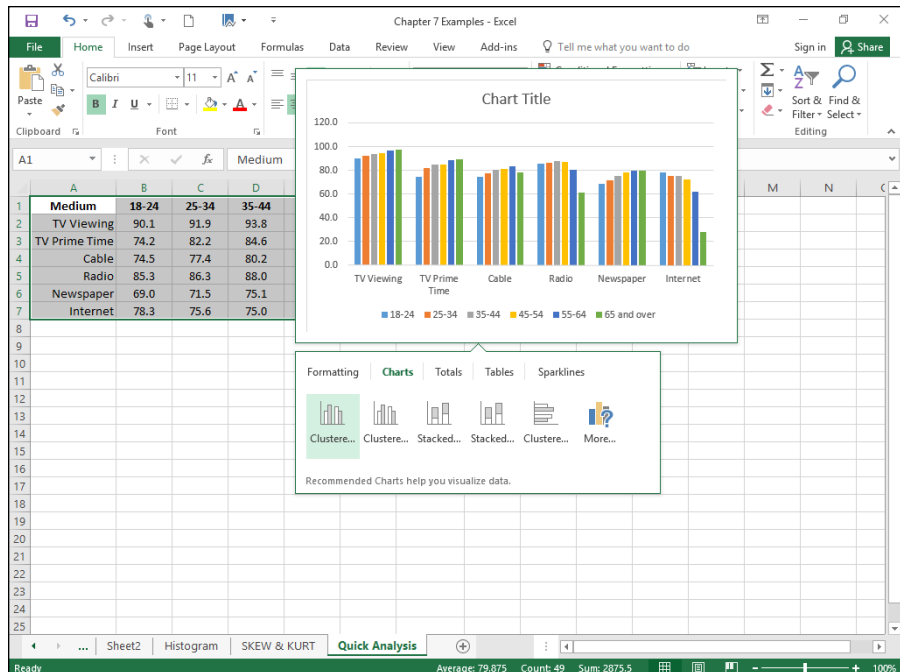 Chapter 7 Examples - Excel
File Home Insert Page Layout Formulas Data Review View Add-ins Tell me what you want to do Sign in Share
Paste
Calibri 11
B I U
Sort & Find &
Filter Select
Clipboard Font Editing
A1 fx Medium
A B C D M N
1 Medium 18-24 25-34 35-44
2 TV Viewing 90.1 91.9 93.8
3 TV Prime Time 74.2 82.2 84.6
4 Cable 74.5 77.4 80.2
5 Radio 85.3 86.3 88.0
6 Newspaper 69.0 71.5 75.1
7 Internet 78.3 75.6 75.0
8
9
10
11
12
13
14
15
16
17
18
19
20
21
22
23
24
25
Chart Title
120.0
100.0
80.0
60.0
40.0
20.0
0.0
TV Viewing TV Prime Time Cable Radio Newspaper Internet
18-24 25-34 35-44 45-54 55-64 65 and over
Formatting Charts Totals Tables Sparklines
Clustere... Clustere... Stacked... Stacked... Clustere... More...
Recommended Charts help you visualize data.
... Sheet2 Histogram SKEW & KURT Quick Analysis
Ready Average: 79.875 Count: 49 Sum: 2875.5 100%